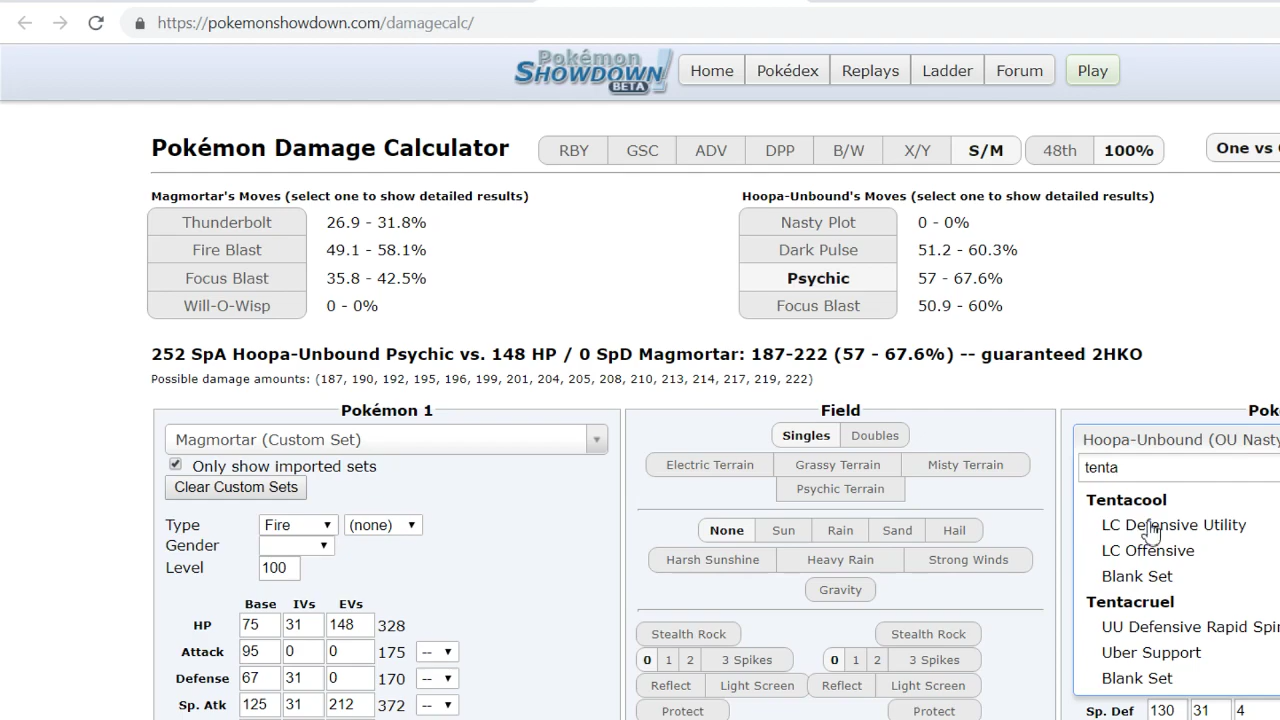 https://pokemonshowdown.com/damagecalc/
Pokémon SHOWDOWN! BETA
Home Pokédex Replays Ladder Forum Play
Pokémon Damage Calculator RBY GSC ADV DPP B/W X/Y S/M 48th 100% One vs
Magmortar's Moves (select one to show detailed results) Hoopa-Unbound's Moves (select one to show detailed results)
Thunderbolt 26.9 - 31.8% Nasty Plot 0 - 0%
Fire Blast 49.1 - 58.1% Dark Pulse 51.2 - 60.3%
Focus Blast 35.8 - 42.5% Psychic 57 - 67.6%
Will-O-Wisp 0 - 0% Focus Blast 50.9 - 60%
252 SpA Hoopa-Unbound Psychic vs. 148 HP / 0 SpD Magmortar: 187-222 (57 - 67.6%) -- guaranteed 2HKO
Possible damage amounts: (187, 190, 192, 195, 196, 199, 201, 204, 205, 208, 210, 213, 214, 217, 219, 222)
Pokémon 1 Field Pok
Magmortar (Custom Set) Singles Doubles Hoopa-Unbound (OU Nasty
Only show imported sets Electric Terrain Grassy Terrain Misty Terrain tenta
Clear Custom Sets Psychic Terrain Tentacool
Type Fire (none) None Sun Rain Sand Hail LC Defensive Utility
Gender Harsh Sunshine Heavy Rain Strong Winds LC Offensive
Level 100 Gravity Blank Set
Base IVs EVs Tentacruel
HP 75 31 148 328 Stealth Rock Stealth Rock UU Defensive Rapid Spi
Attack 95 0 0 175 -- 0 1 2 3 Spikes 0 1 2 3 Spikes Uber Support
Defense 67 31 0 170 -- Reflect Light Screen Reflect Light Screen Blank Set
Sp. Atk 125 31 212 372 -- Protect Protect Sp. Def 130 31 4